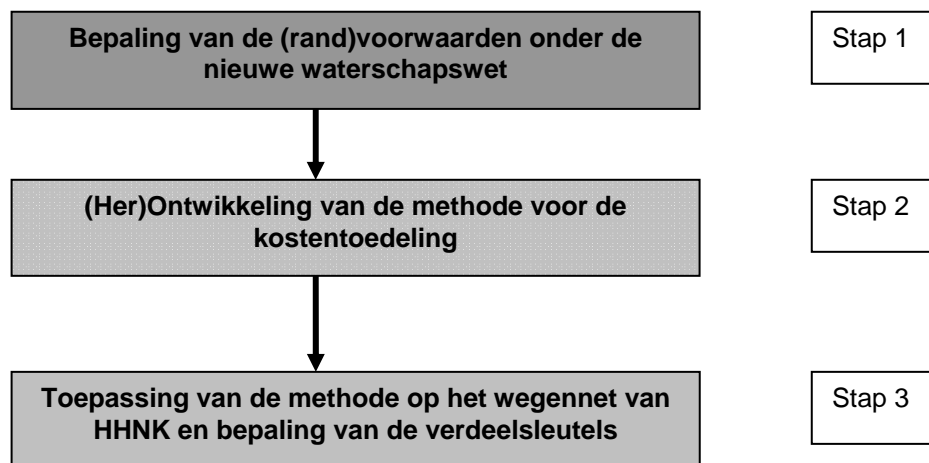 Bepaling van de (rand)voorwaarden onder de
nieuwe waterschapswet
Stap 1
(Her)Ontwikkeling van de methode voor de
kostentoedeling
Stap 2
Toepassing van de methode op het wegennet van
HHNK en bepaling van de verdeelsleutels
Stap 3